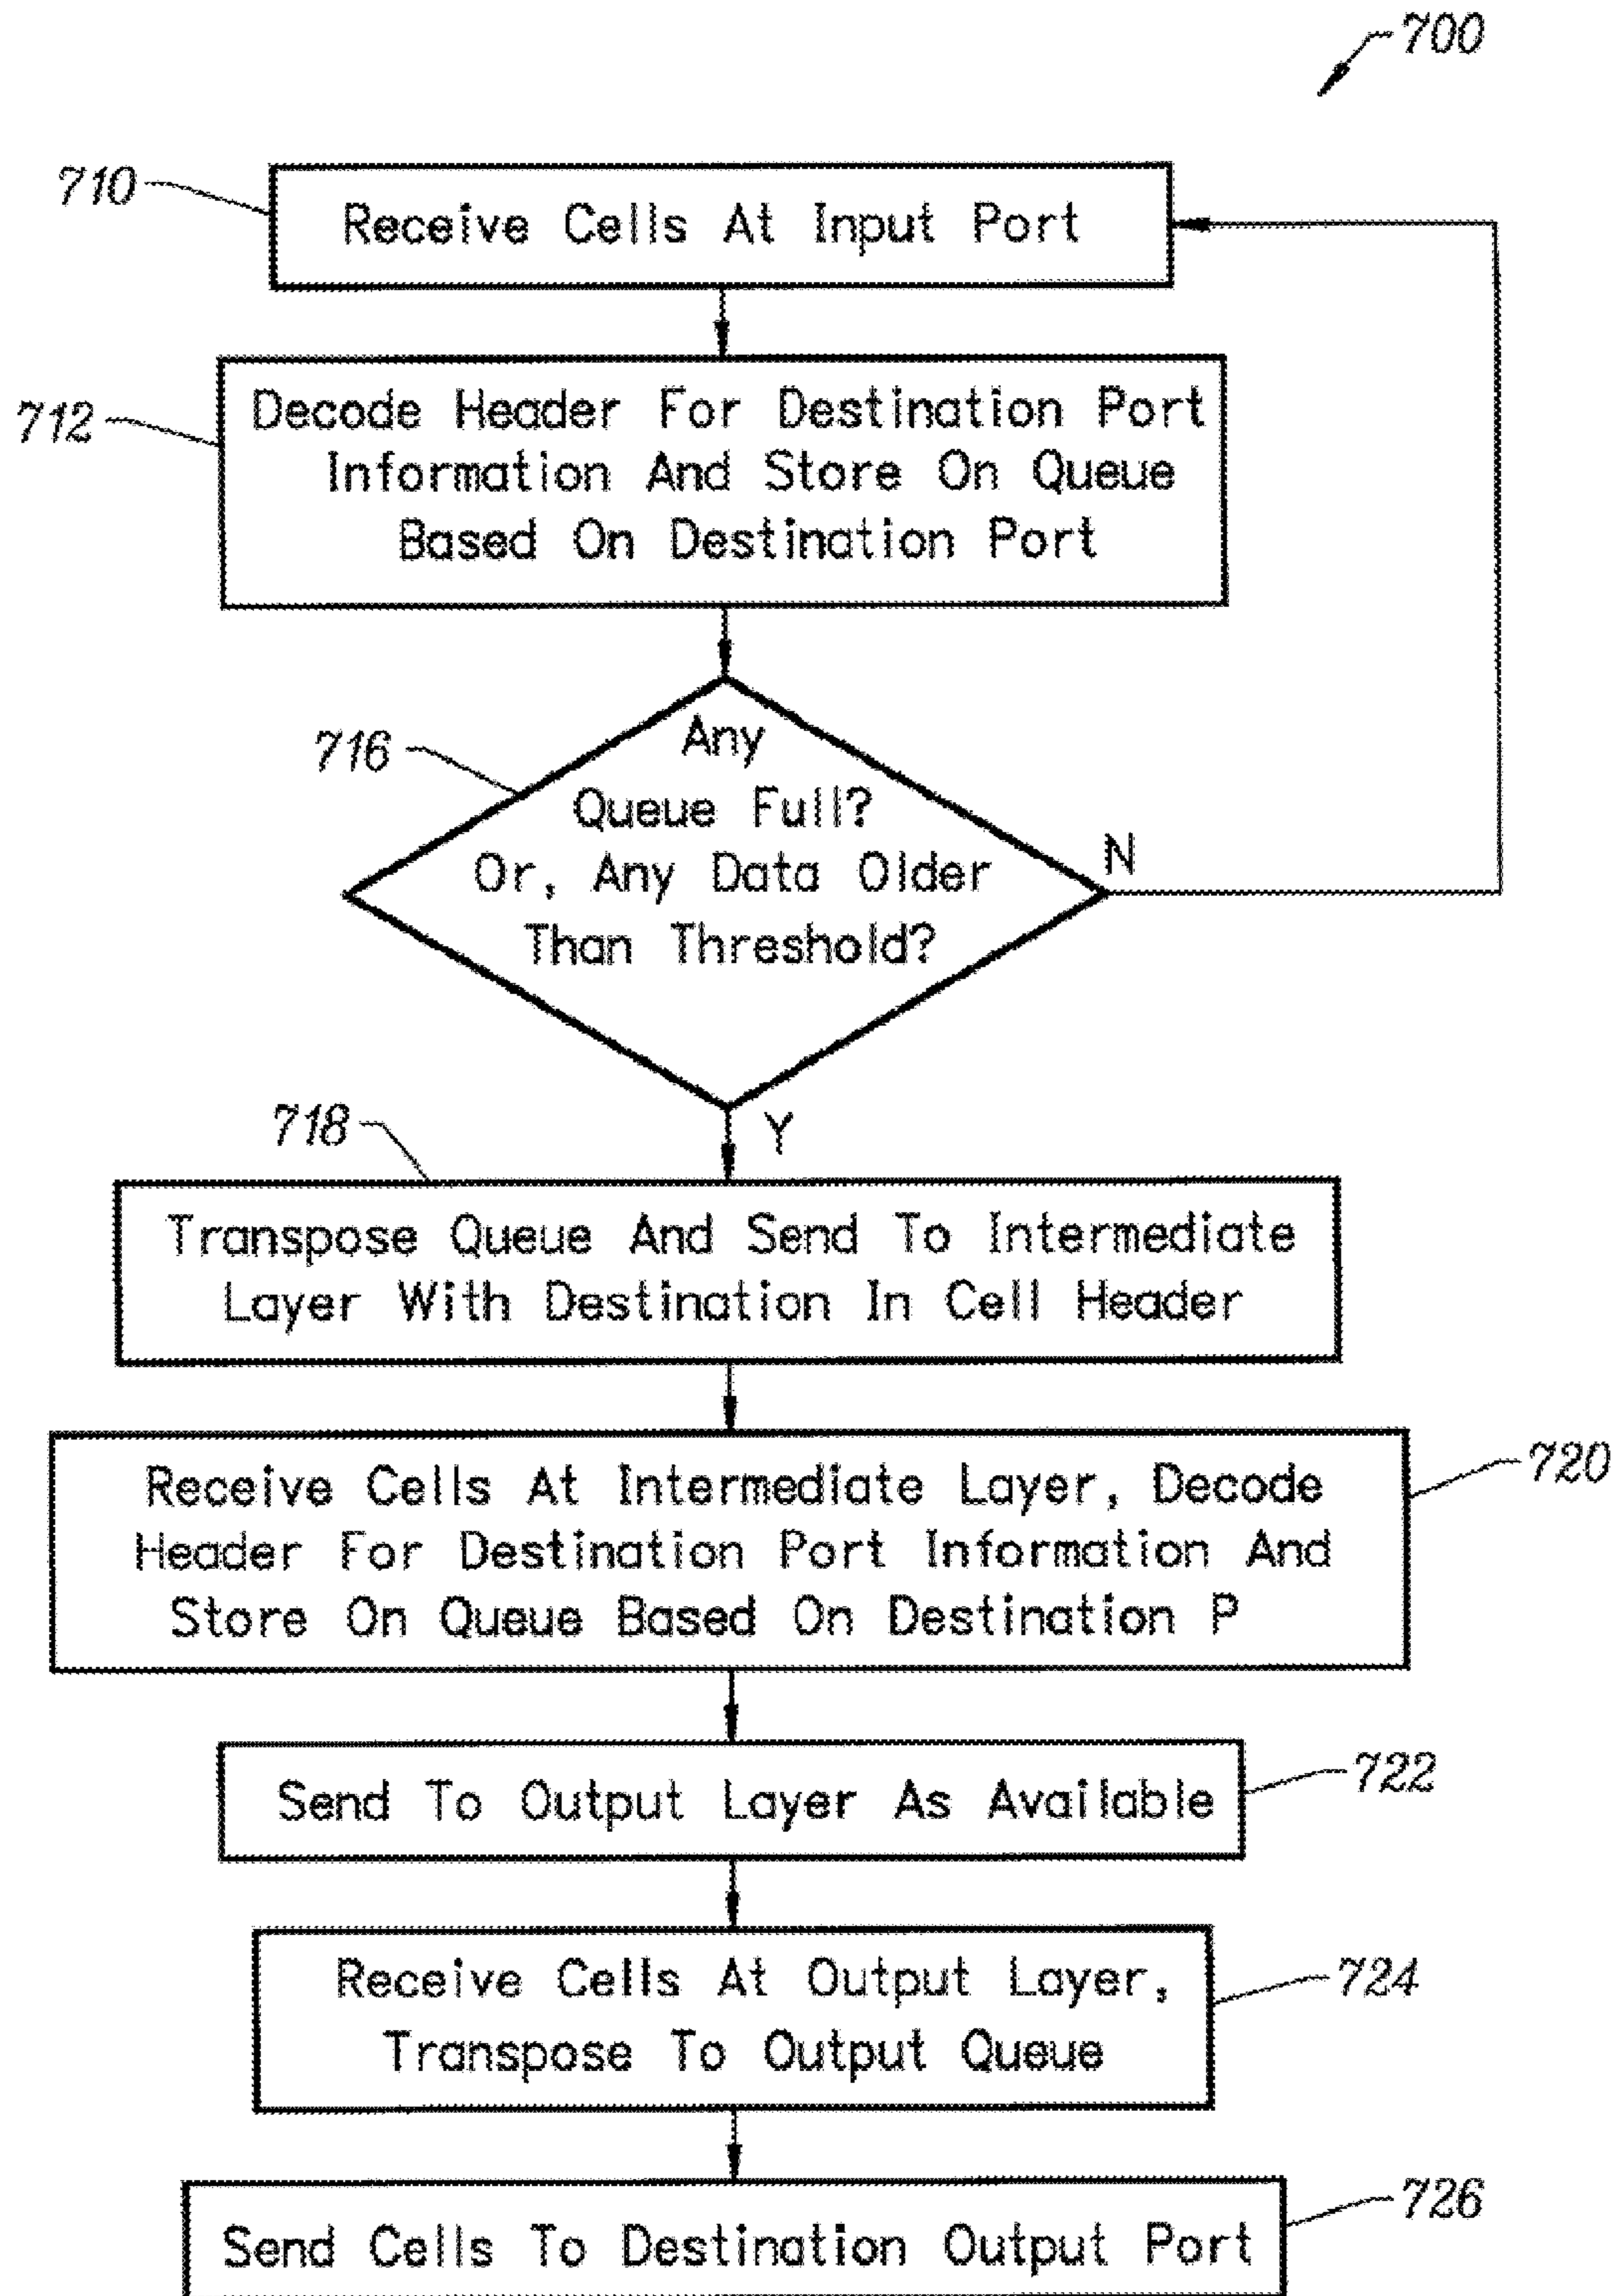 700
710
Receive Cells At Input Port
712
Decode Header For Destination Port
Information And Store On Queue
Based On Destination Port
716
Any
Queue Full?
Or, Any Data Older
Than Threshold?
N
Y
718
Transpose Queue And Send To Intermediate
Layer With Destination In Cell Header
720
Receive Cells At Intermediate Layer, Decode
Header For Destination Port Information And
Store On Queue Based On Destination P
722
Send To Output Layer As Available
724
Receive Cells At Output Layer,
Transpose To Output Queue
726
Send Cells To Destination Output Port